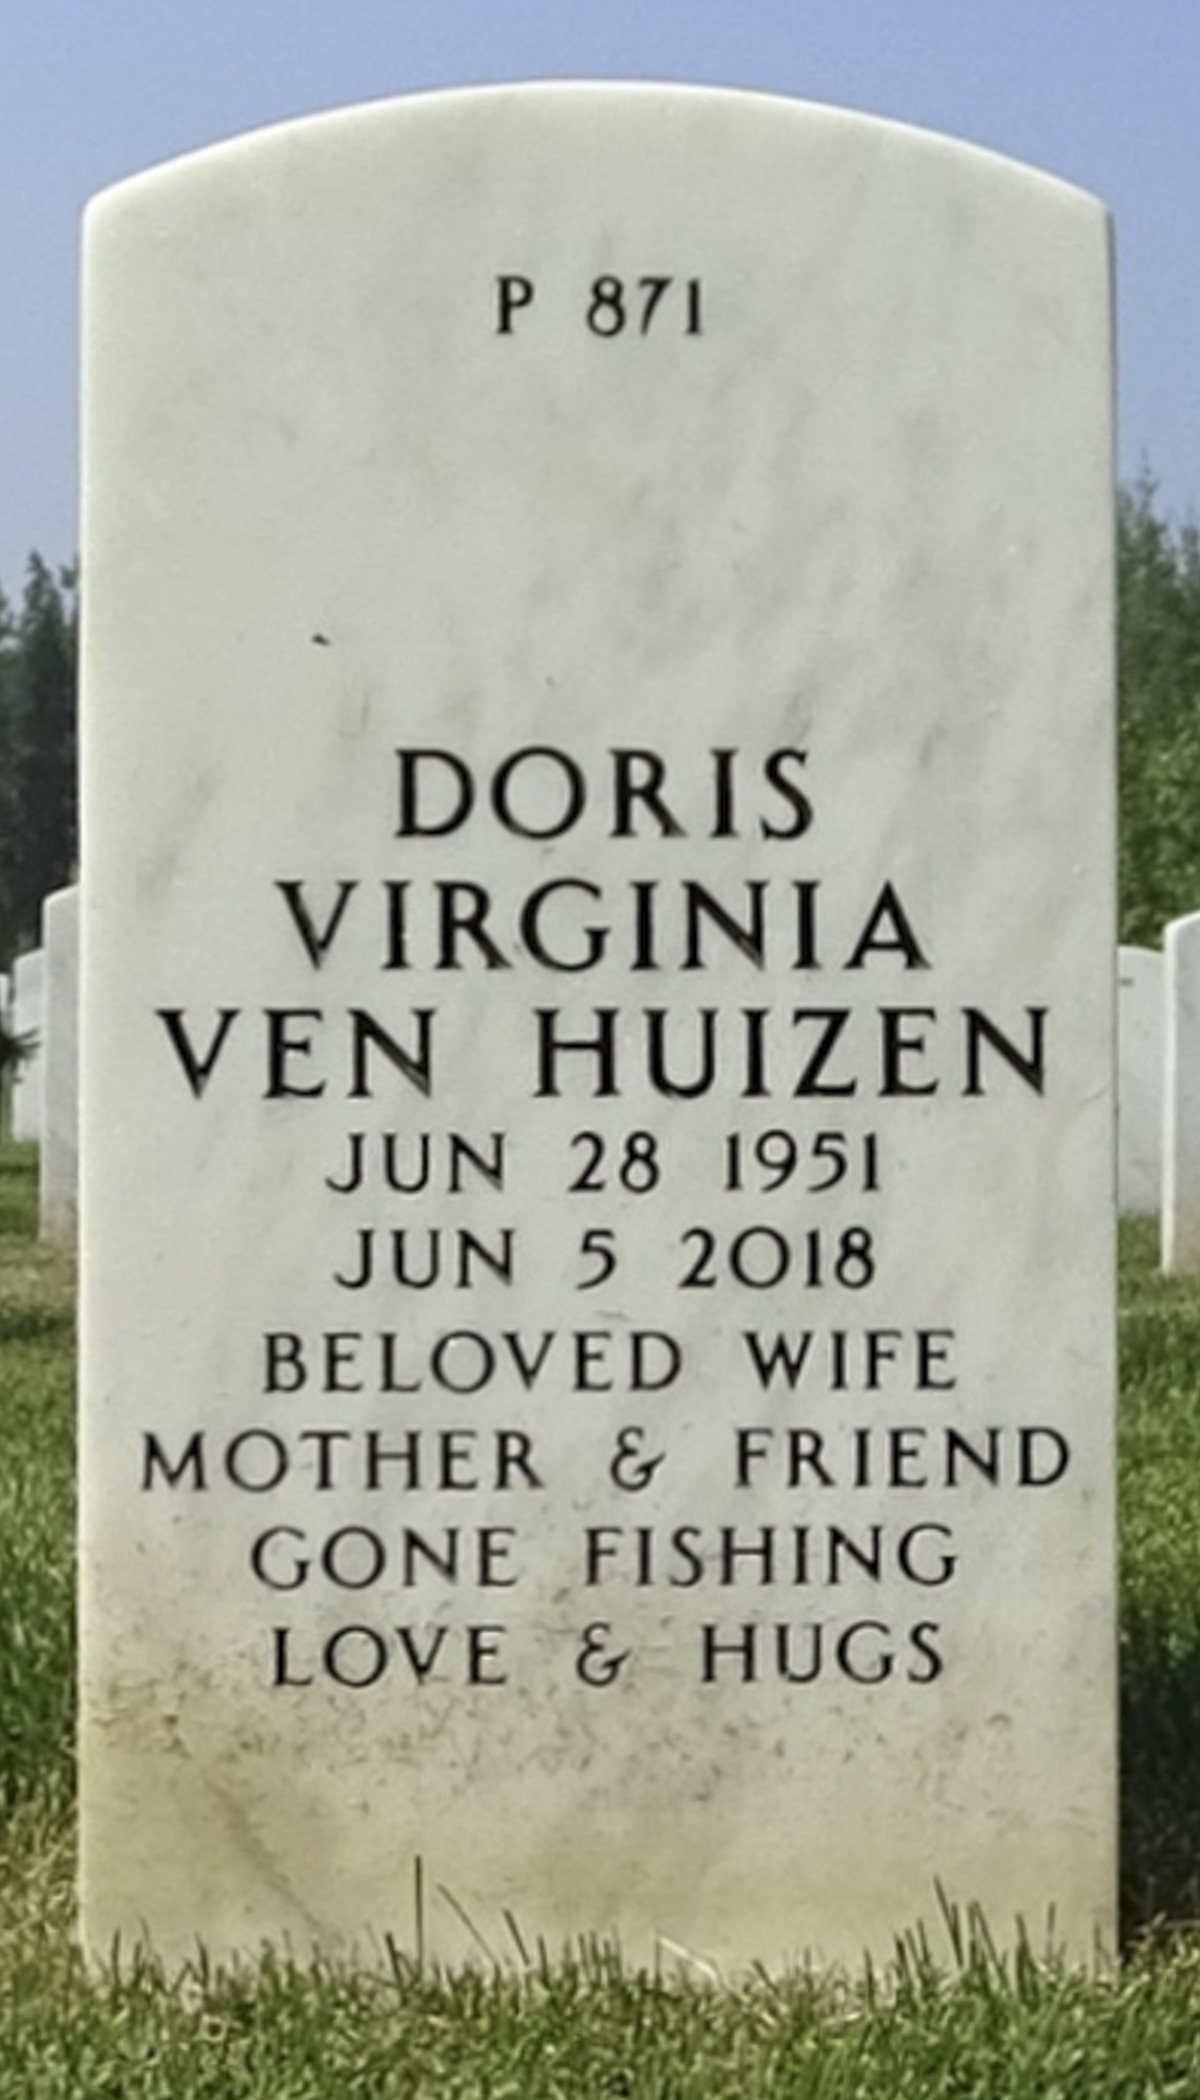 P 871
DORIS
VIRGINIA
VEN HUIZEN
JUN 28 1951
JUN 5 2018
BELOVED WIFE
MOTHER & FRIEND
GONE FISHING
LOVE & HUGS